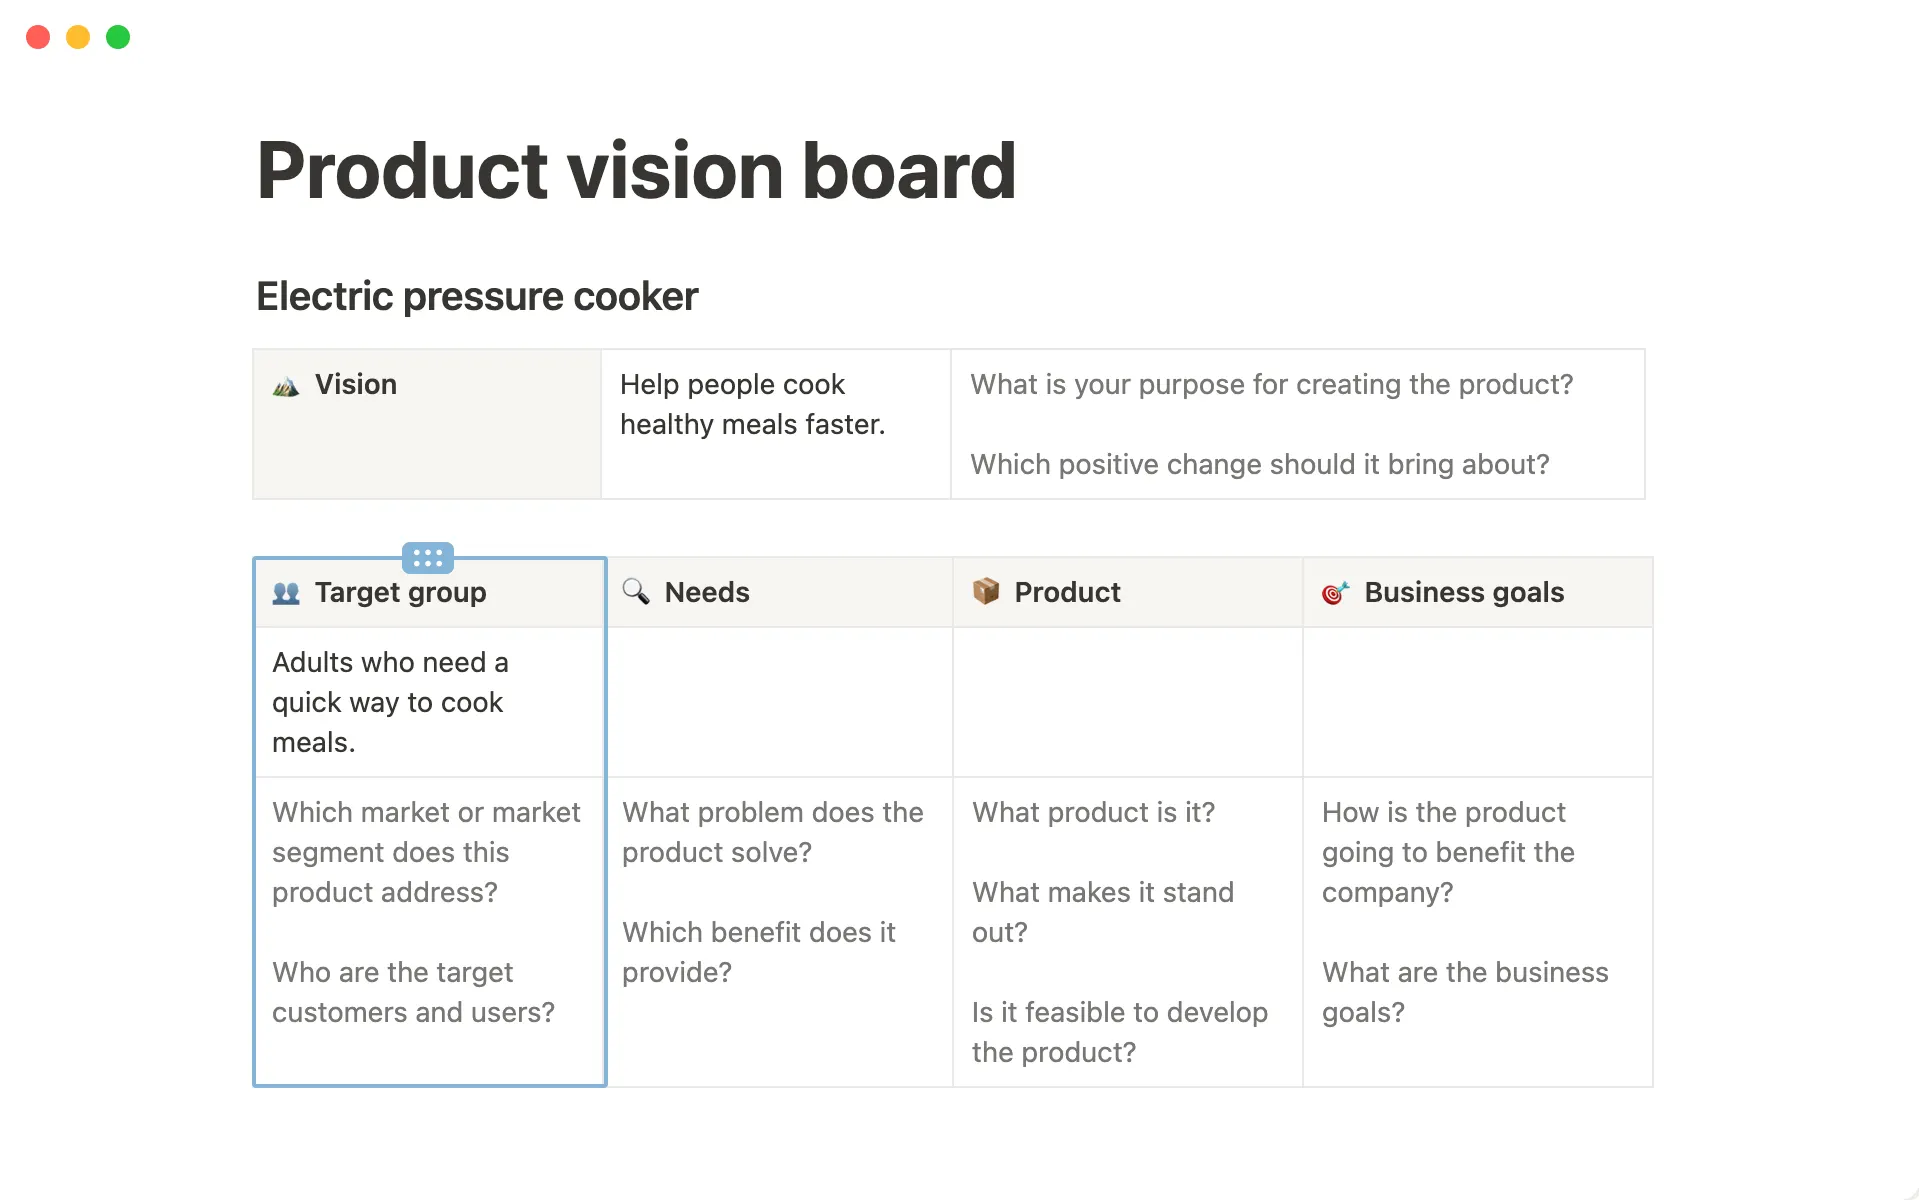 Product vision board
Electric pressure cooker
Vision
Help people cook
healthy meals faster.
What is your purpose for creating the product?
Which positive change should it bring about?
Target group
Needs
Product
Business goals
Adults who need a
quick way to cook
meals.
Which market or market
segment does this
product address?
Who are the target
customers and users?
What problem does the
product solve?
Which benefit does it
provide?
What product is it?
What makes it stand
out?
Is it feasible to develop
the product?
How is the product
going to benefit the
company?
What are the business
goals?